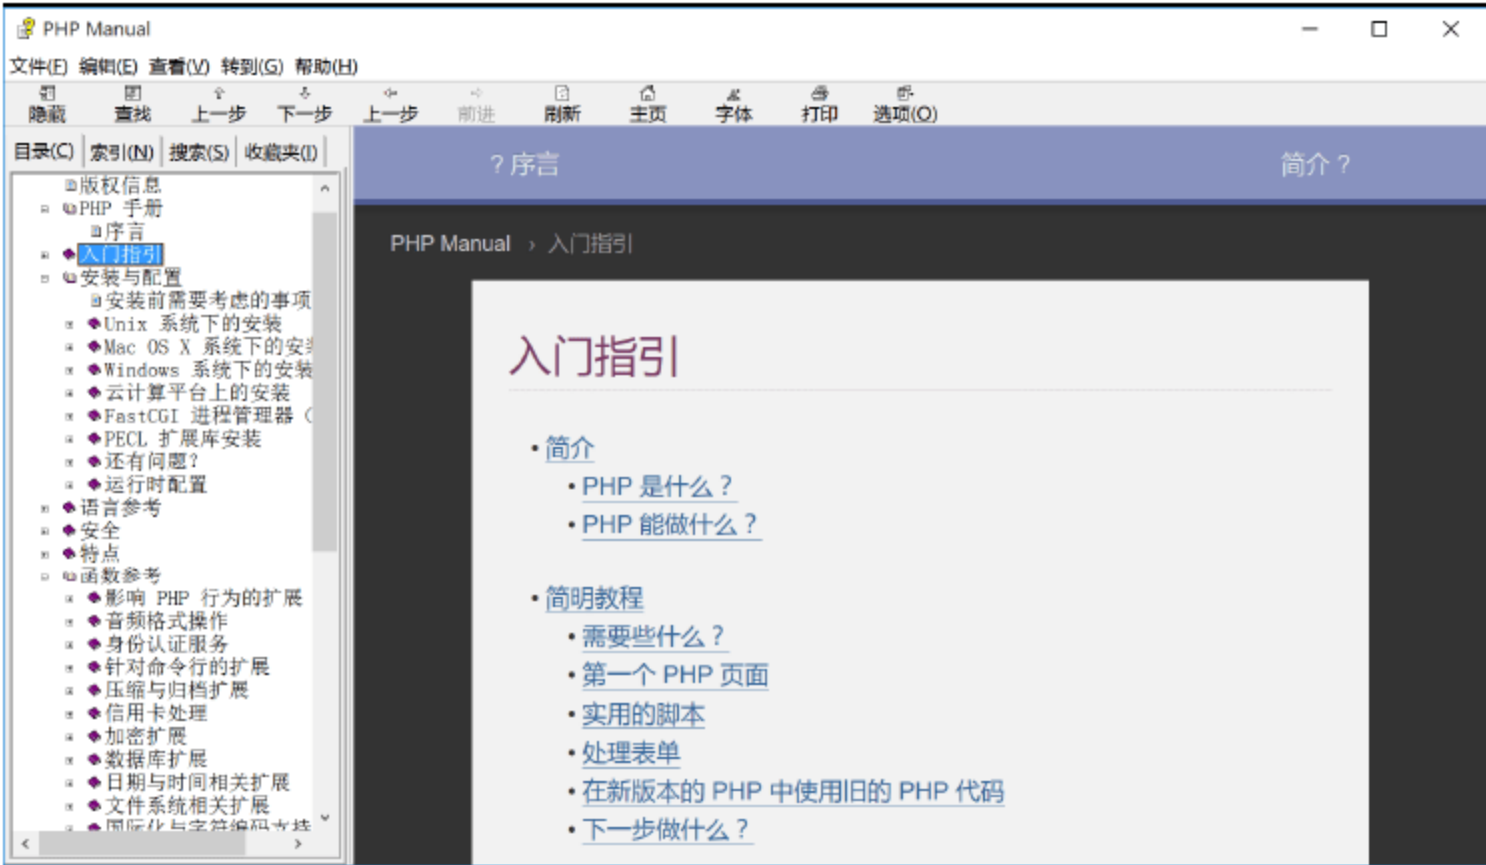 PHP Manual
文件(F) 编辑(E) 查看(V) 转到(G) 帮助(H)
隐藏 查找 上一步 下一步 上一步 前进 刷新 主页 字体 打印 选项(O)
目录(C) 索引(N) 搜索(S) 收藏夹(I)
版权信息
PHP 手册
序言
入门指引
安装与配置
安装前需要考虑的事项
Unix 系统下的安装
Mac OS X 系统下的安
Windows 系统下的安装
云计算平台上的安装
FastCGI 进程管理器（
PECL 扩展库安装
还有问题?
运行时配置
语言参考
安全
特点
函数参考
影响 PHP 行为的扩展
音频格式操作
身份认证服务
针对命令行的扩展
压缩与归档扩展
信用卡处理
加密扩展
数据库扩展
日期与时间相关扩展
文件系统相关扩展
国际化与字符编码支持
? 序言 简介 ?
PHP Manual › 入门指引
入门指引
• 简介
• PHP 是什么？
• PHP 能做什么？
• 简明教程
• 需要些什么？
• 第一个 PHP 页面
• 实用的脚本
• 处理表单
• 在新版本的 PHP 中使用旧的 PHP 代码
• 下一步做什么？